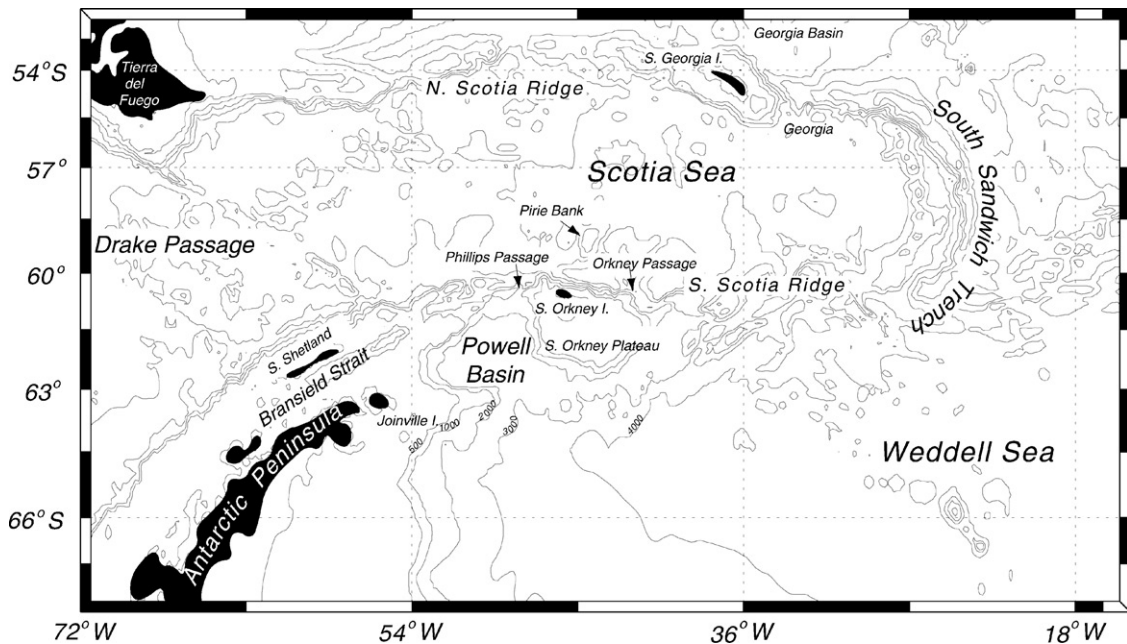 Georgia Basin
S. Georgia I.
54°S
Tierra
del
Fuego
N. Scotia Ridge
Georgia
South Sandwich Trench
57°
Scotia Sea
Pirie Bank
Drake Passage
Phillips Passage
Orkney Passage
60°
S. Scotia Ridge
S. Orkney I.
S. Shetland
Powell
Basin
S. Orkney Plateau
Bransield Strait
63°
Joinville I.
500
1000
2000
3000
4000
Antarctic Peninsula
Weddell Sea
66°S
72°W
54°W
36°W
18°W